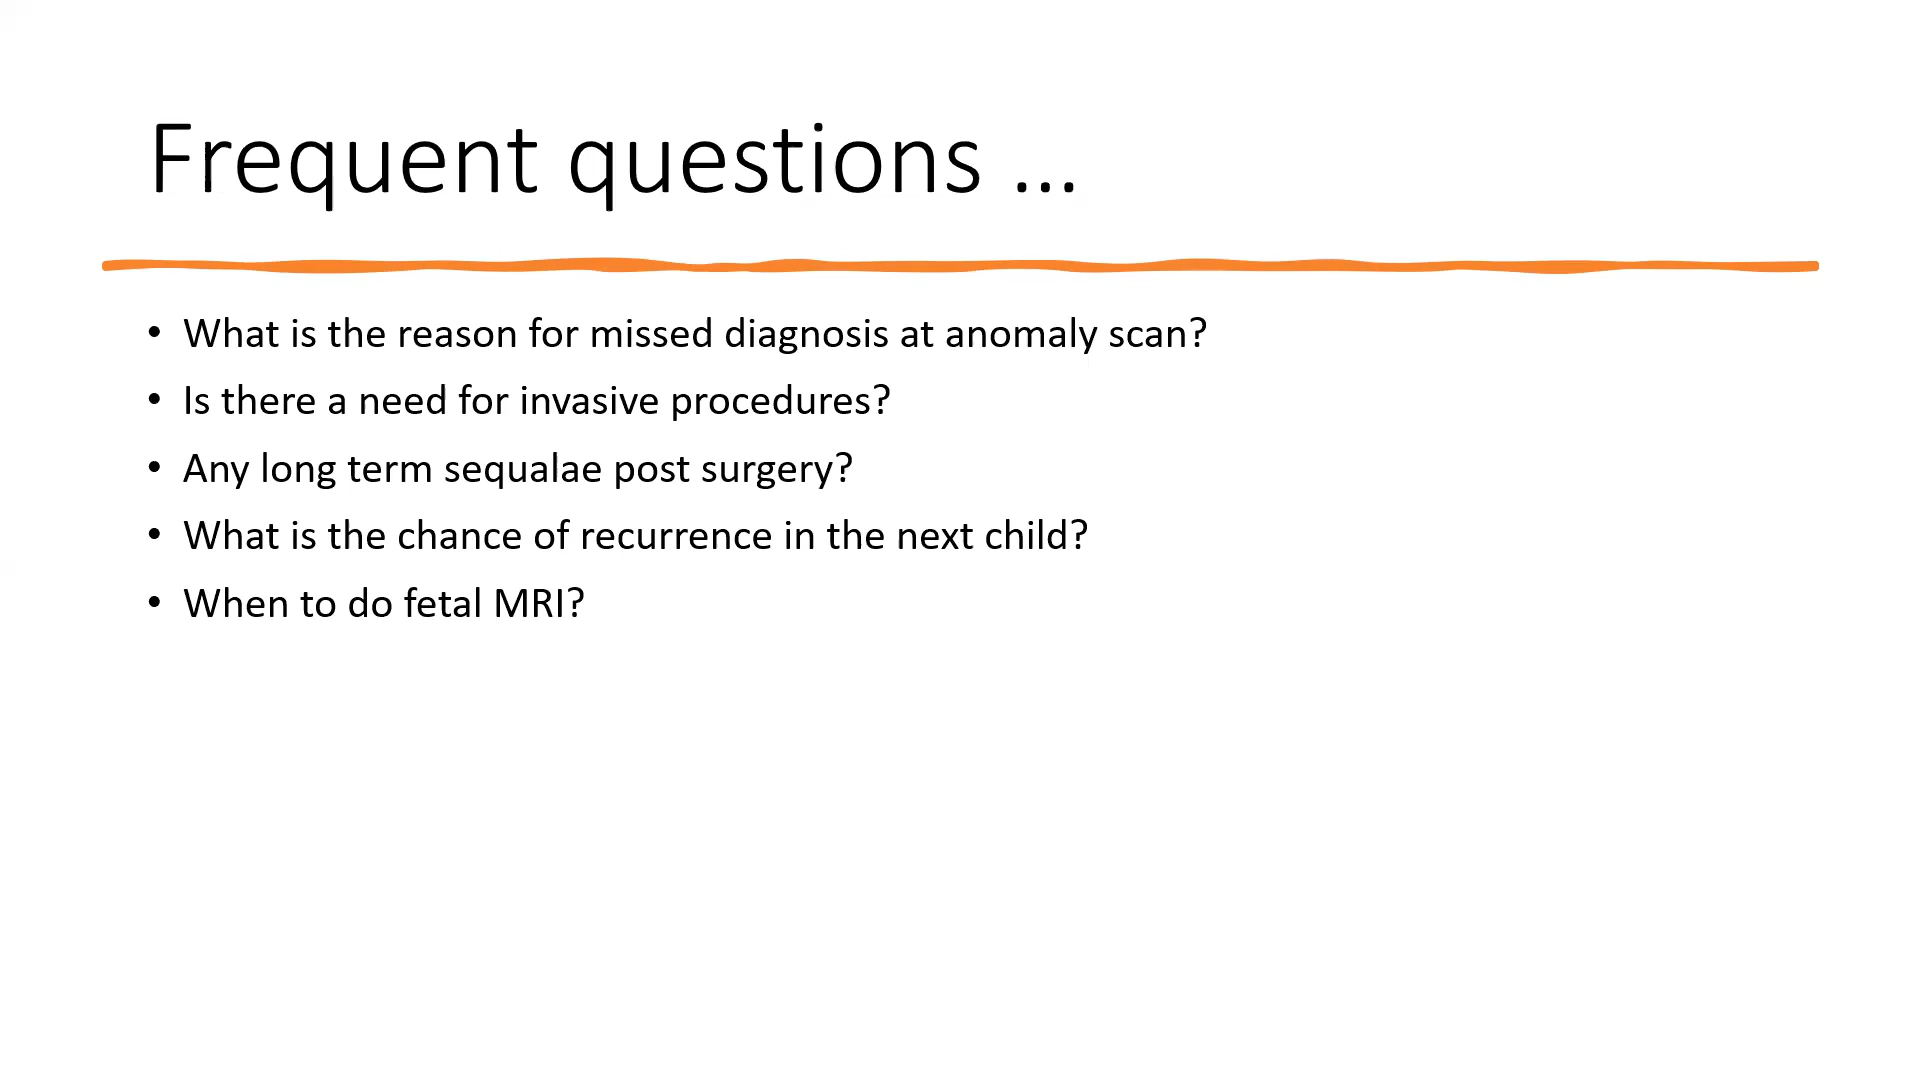 Frequent questions ...
• What is the reason for missed diagnosis at anomaly scan?
• Is there a need for invasive procedures?
• Any long term sequalae post surgery?
• What is the chance of recurrence in the next child?
• When to do fetal MRI?